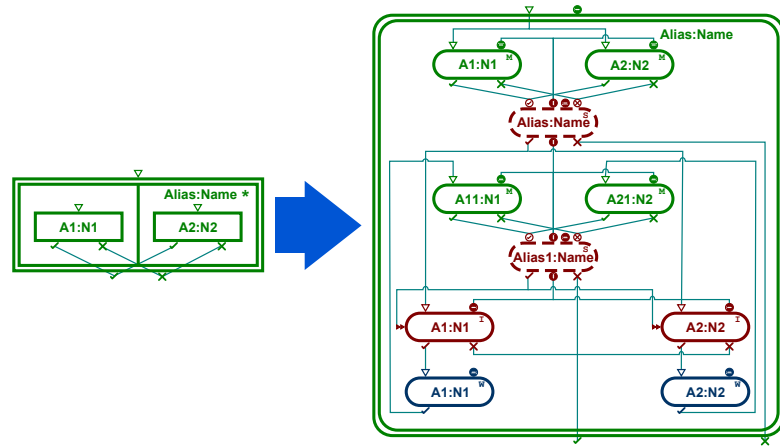 Alias:Name *
A1:N1
A2:N2
Alias:Name
A1:N1 M
A2:N2 M
Alias:Name S
A11:N1 M
A21:N2 M
Alias1:Name S
A1:N1 I
A2:N2 I
A1:N1 W
A2:N2 W